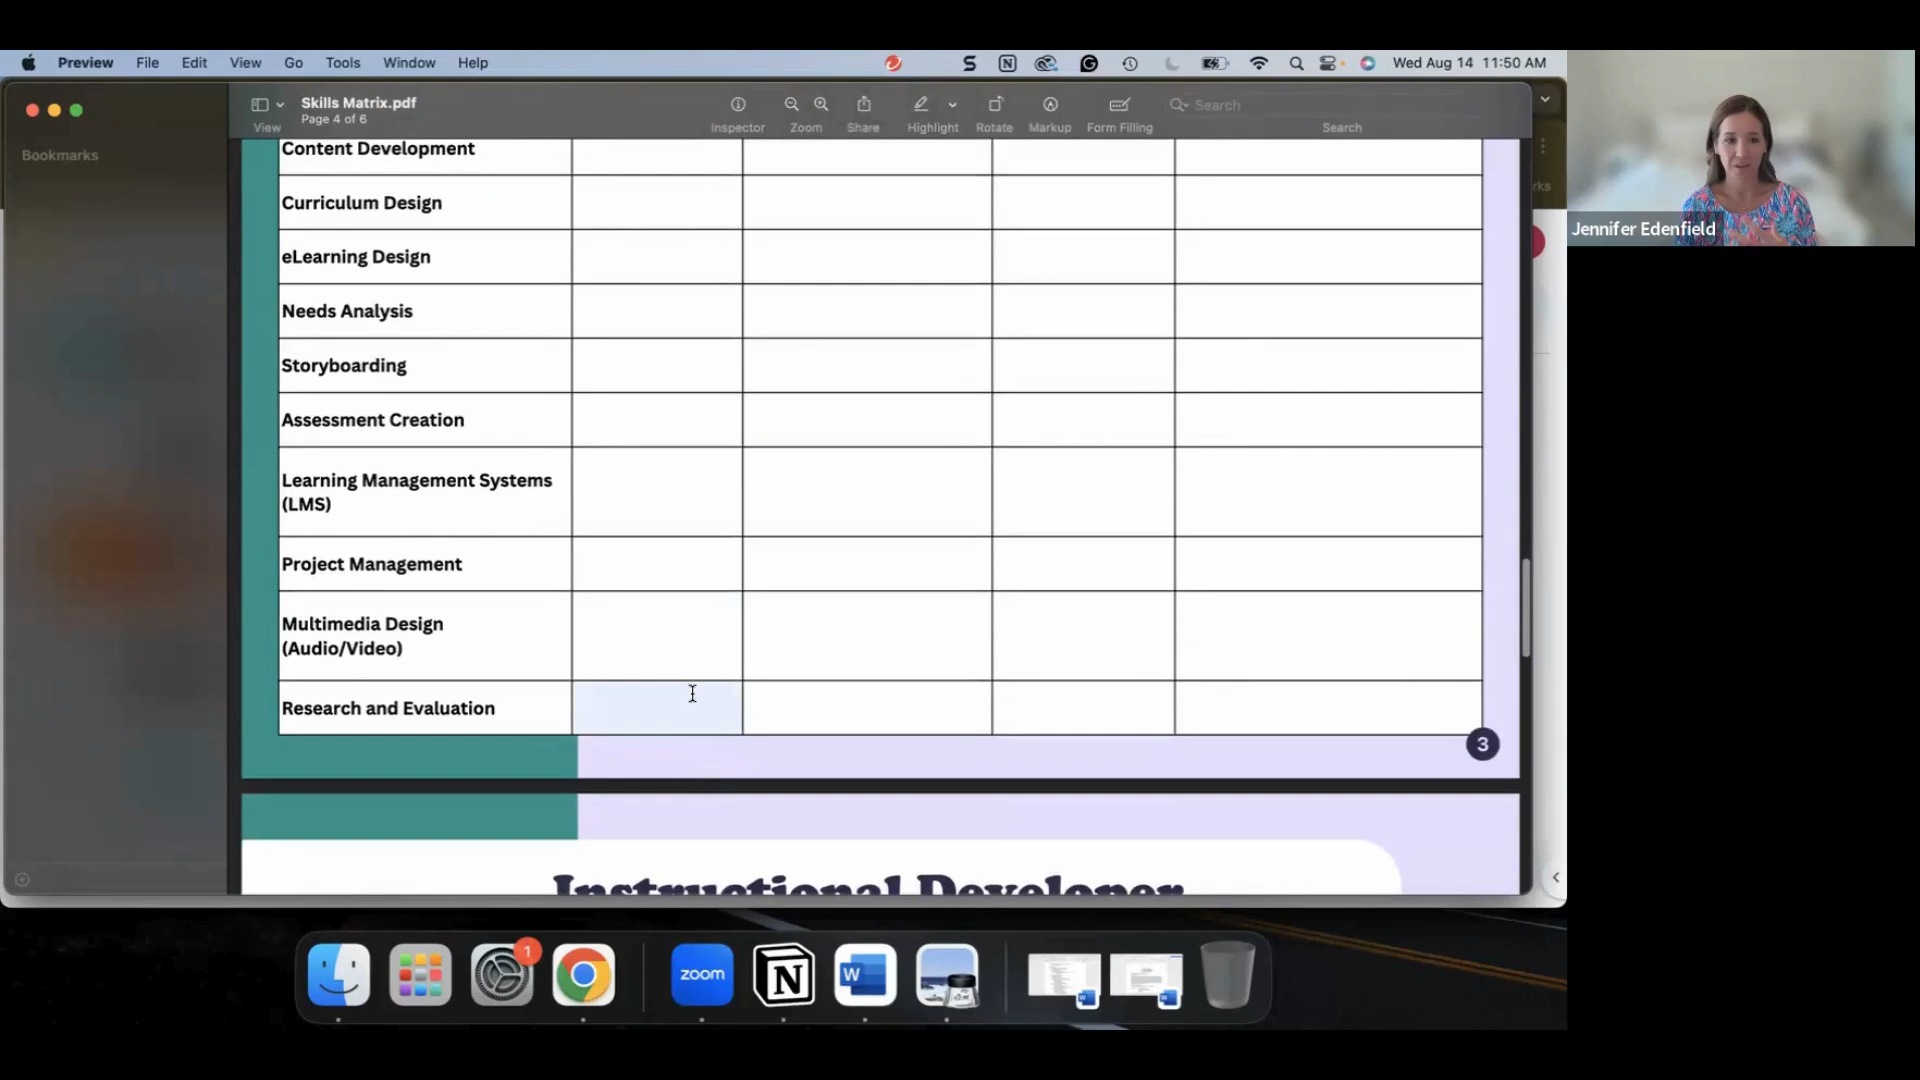 Preview File Edit View Go Tools Window Help
Wed Aug 14 11:50 AM
Skills Matrix.pdf
Page 4 of 6
View
Inspector
Zoom
Share
Highlight
Rotate
Markup
Form Filling
Search
Search
Bookmarks
Jennifer Edenfield
Content Development
Curriculum Design
eLearning Design
Needs Analysis
Storyboarding
Assessment Creation
Learning Management Systems
(LMS)
Project Management
Multimedia Design
(Audio/Video)
Research and Evaluation
3
Instructional Developer
1
zoom
N
W